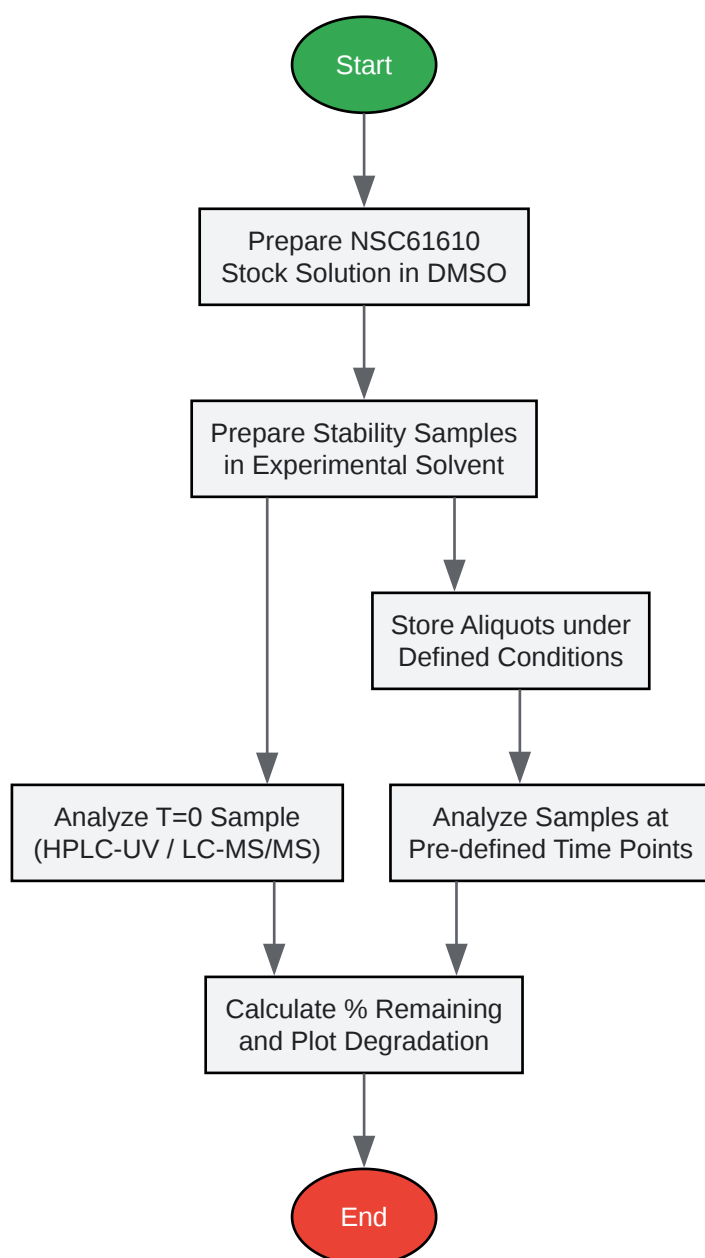 Start
Prepare NSC61610
Stock Solution in DMSO
Prepare Stability Samples
in Experimental Solvent
Store Aliquots under
Defined Conditions
Analyze T=0 Sample
(HPLC-UV / LC-MS/MS)
Analyze Samples at
Pre-defined Time Points
Calculate % Remaining
and Plot Degradation
End